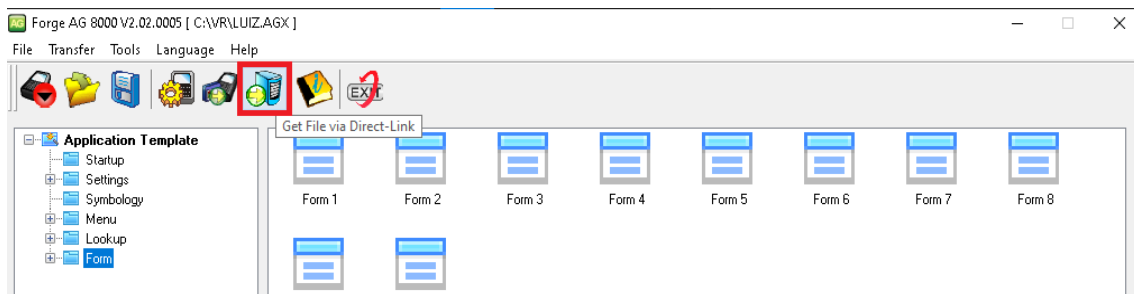 AG Forge AG 8000 V2.02.0005 [ C:\VR\LUIZ.AGX ]
File Transfer Tools Language Help
EXIT
Get File via Direct-Link
Application Template
Startup
Settings
Symbology
Menu
Lookup
Form
Form 1 Form 2 Form 3 Form 4 Form 5 Form 6 Form 7 Form 8